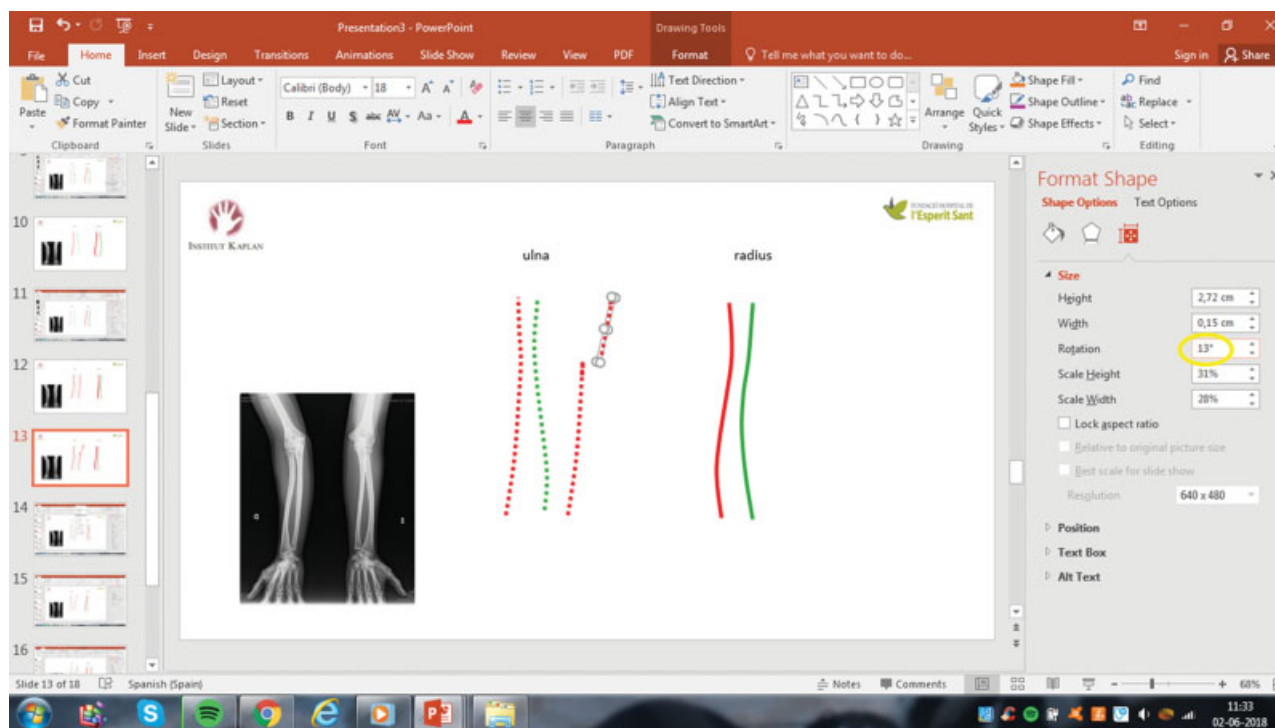 Presentation3 - PowerPoint
Drawing Tools
File Home Insert Design Transitions Animations Slide Show Review View PDF Format Tell me what you want to do... Sign in Share
Paste
Cut
Copy
Format Painter
Clipboard
New Slide
Layout
Reset
Section
Slides
Calibri (Body) 18 A A
B I U S abc AV Aa A
Font
Text Direction
Align Text
Convert to SmartArt
Paragraph
Arrange
Quick Styles
Shape Fill
Shape Outline
Shape Effects
Drawing
Find
Replace
Select
Editing
10
11
12
13
14
15
16
INSTITUT KAPLAN
FUNDACIÓ HOSPITAL DE
l'Esperit Sant
ulna radius
Format Shape
Shape Options Text Options
Size
Height 2,72 cm
Width 0,15 cm
Rotation 13°
Scale Height 31%
Scale Width 28%
Lock aspect ratio
Relative to original picture size
Best scale for slide show
Resolution 640 x 480
Position
Text Box
Alt Text
Slide 13 of 18 Spanish (Spain) Notes Comments 68%
11:33
02-06-2018